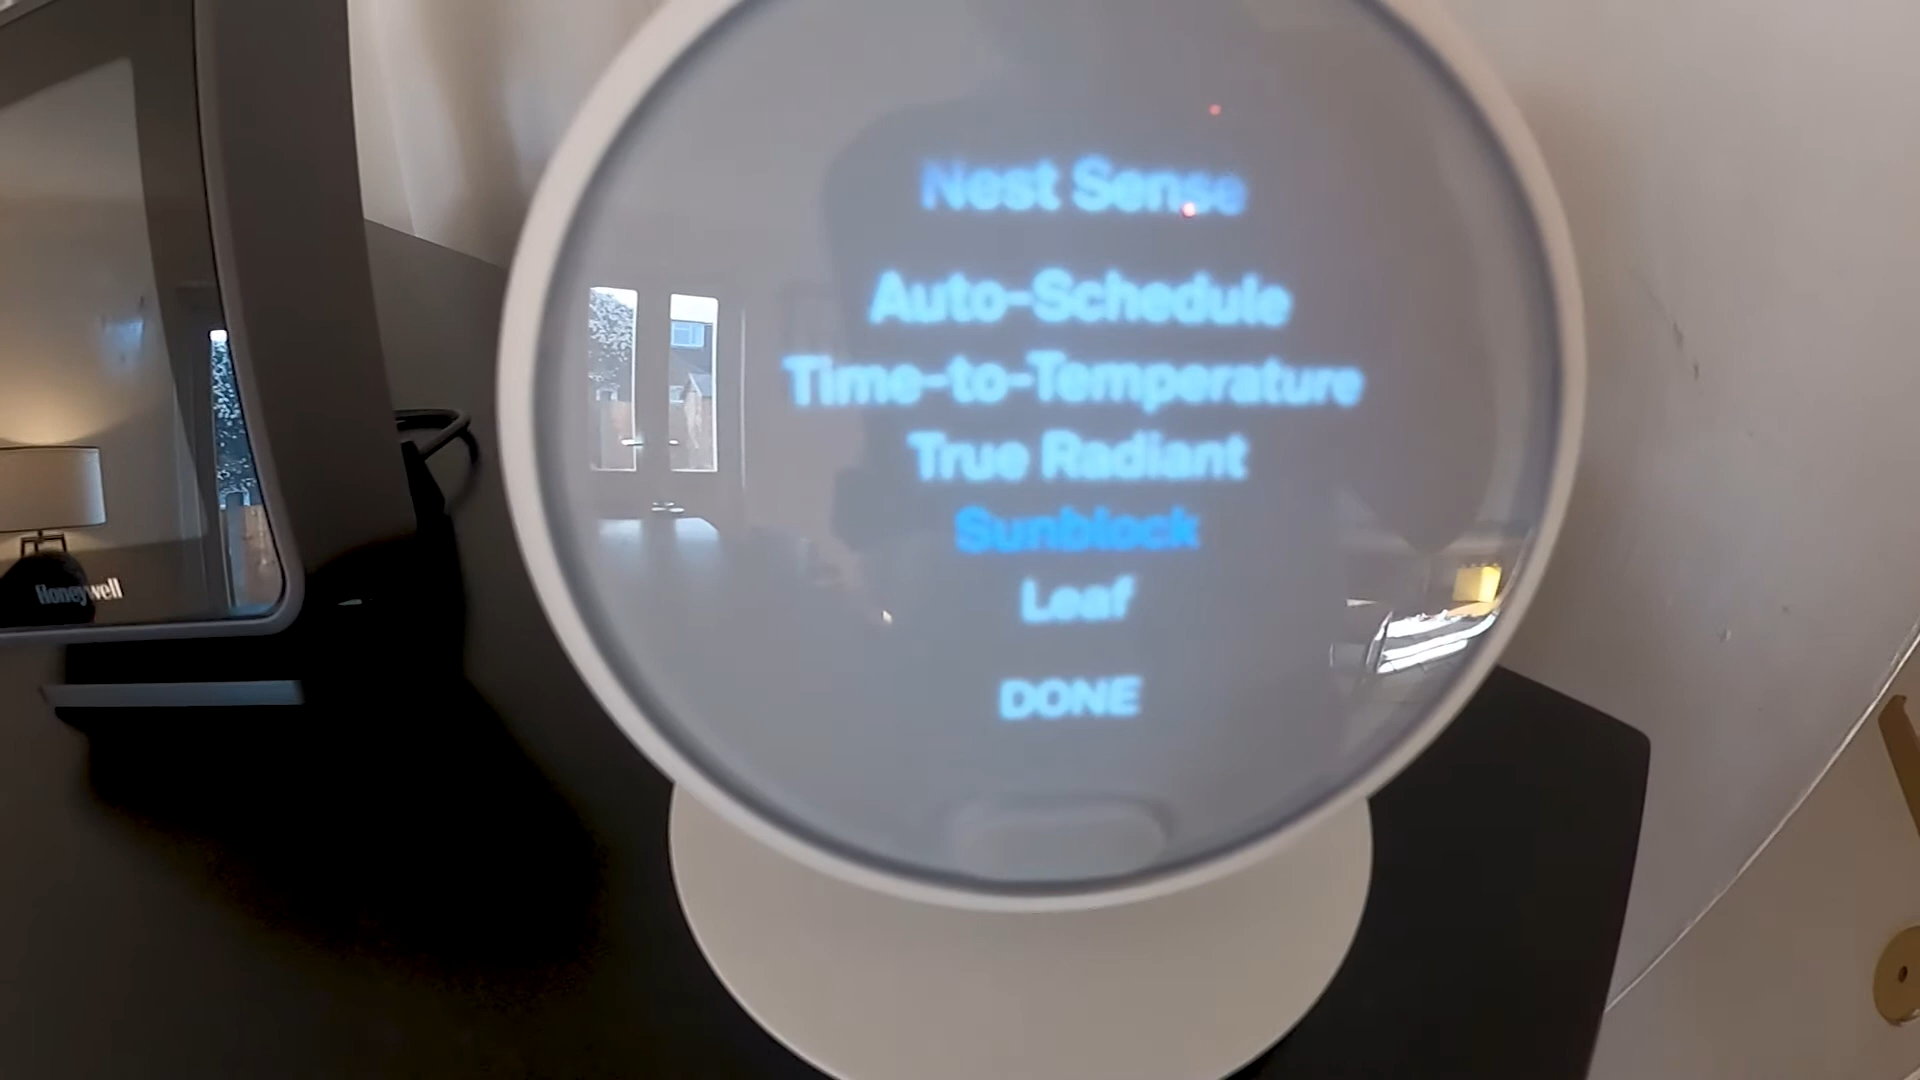 Nest Sense
Auto-Schedule
Time-to-Temperature
True Radiant
Sunblock
Leaf
DONE
Honeywell